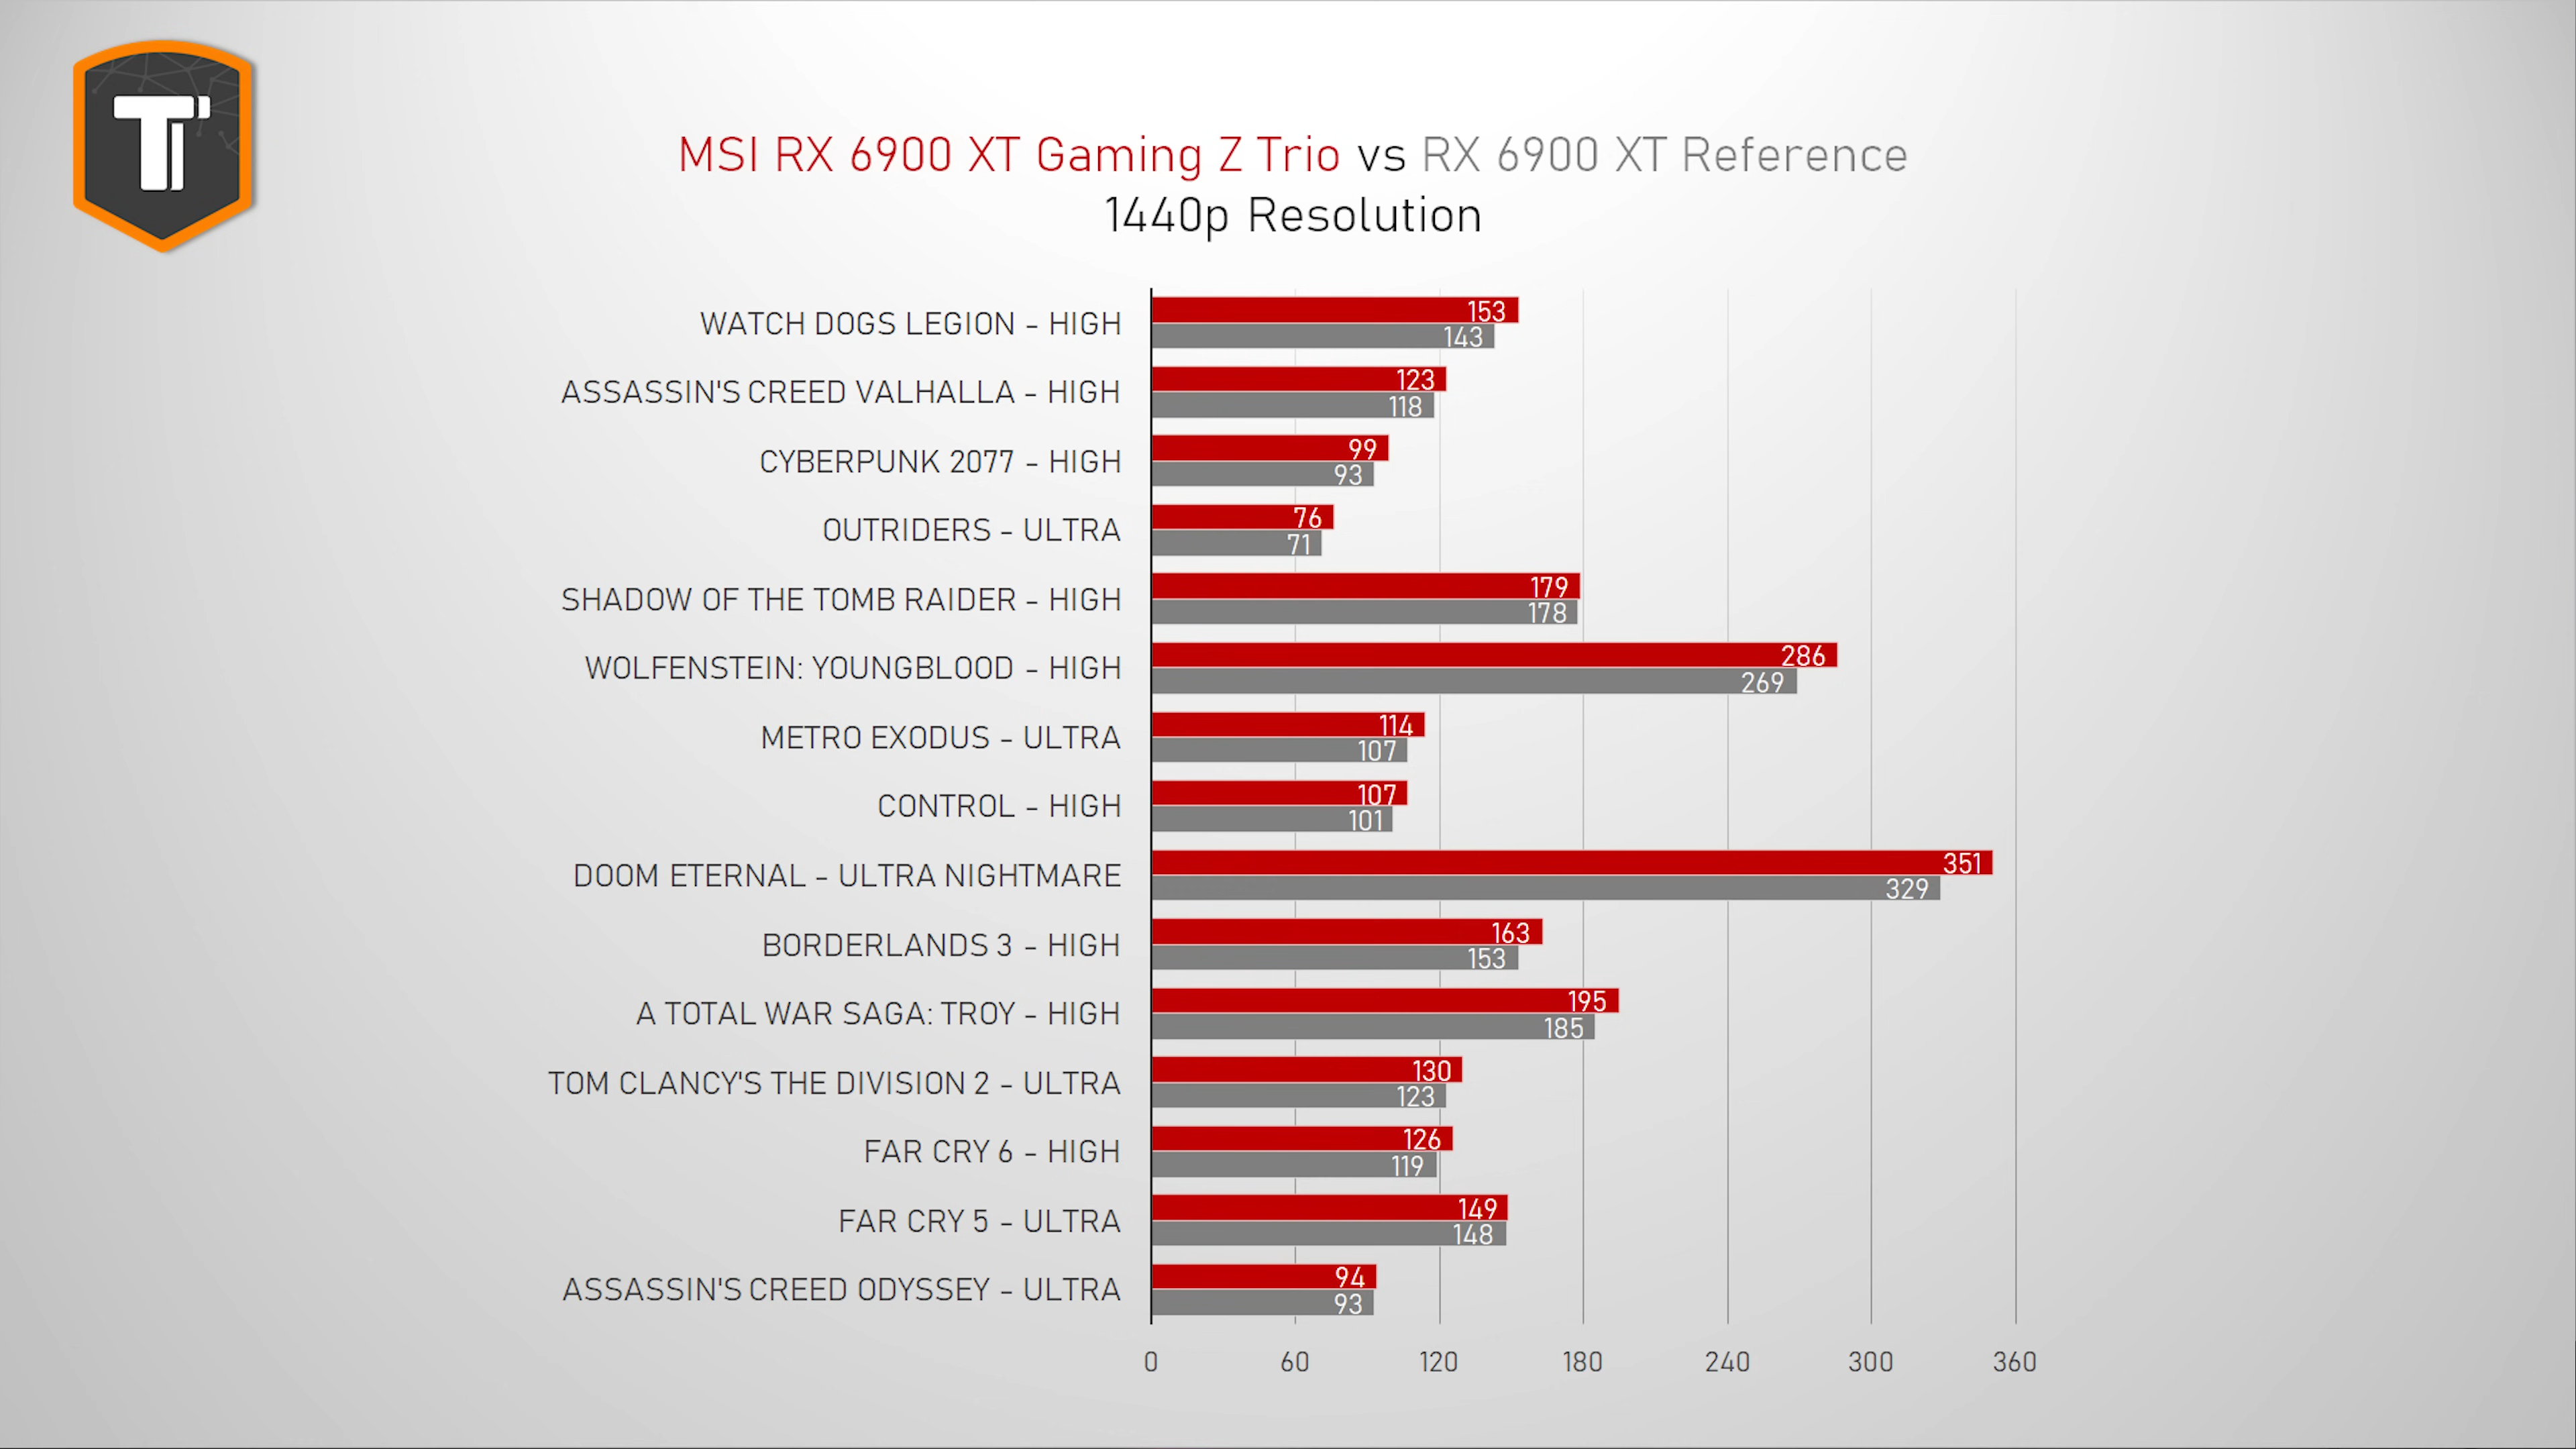 T
MSI RX 6900 XT Gaming Z Trio vs RX 6900 XT Reference
1440p Resolution
WATCH DOGS LEGION - HIGH
153
143
ASSASSIN'S CREED VALHALLA - HIGH
123
118
CYBERPUNK 2077 - HIGH
99
93
OUTRIDERS - ULTRA
76
71
SHADOW OF THE TOMB RAIDER - HIGH
179
178
WOLFENSTEIN: YOUNGBLOOD - HIGH
286
269
METRO EXODUS - ULTRA
114
107
CONTROL - HIGH
107
101
DOOM ETERNAL - ULTRA NIGHTMARE
351
329
BORDERLANDS 3 - HIGH
163
153
A TOTAL WAR SAGA: TROY - HIGH
195
185
TOM CLANCY'S THE DIVISION 2 - ULTRA
130
123
FAR CRY 6 - HIGH
126
119
FAR CRY 5 - ULTRA
149
148
ASSASSIN'S CREED ODYSSEY - ULTRA
94
93
0 60 120 180 240 300 360